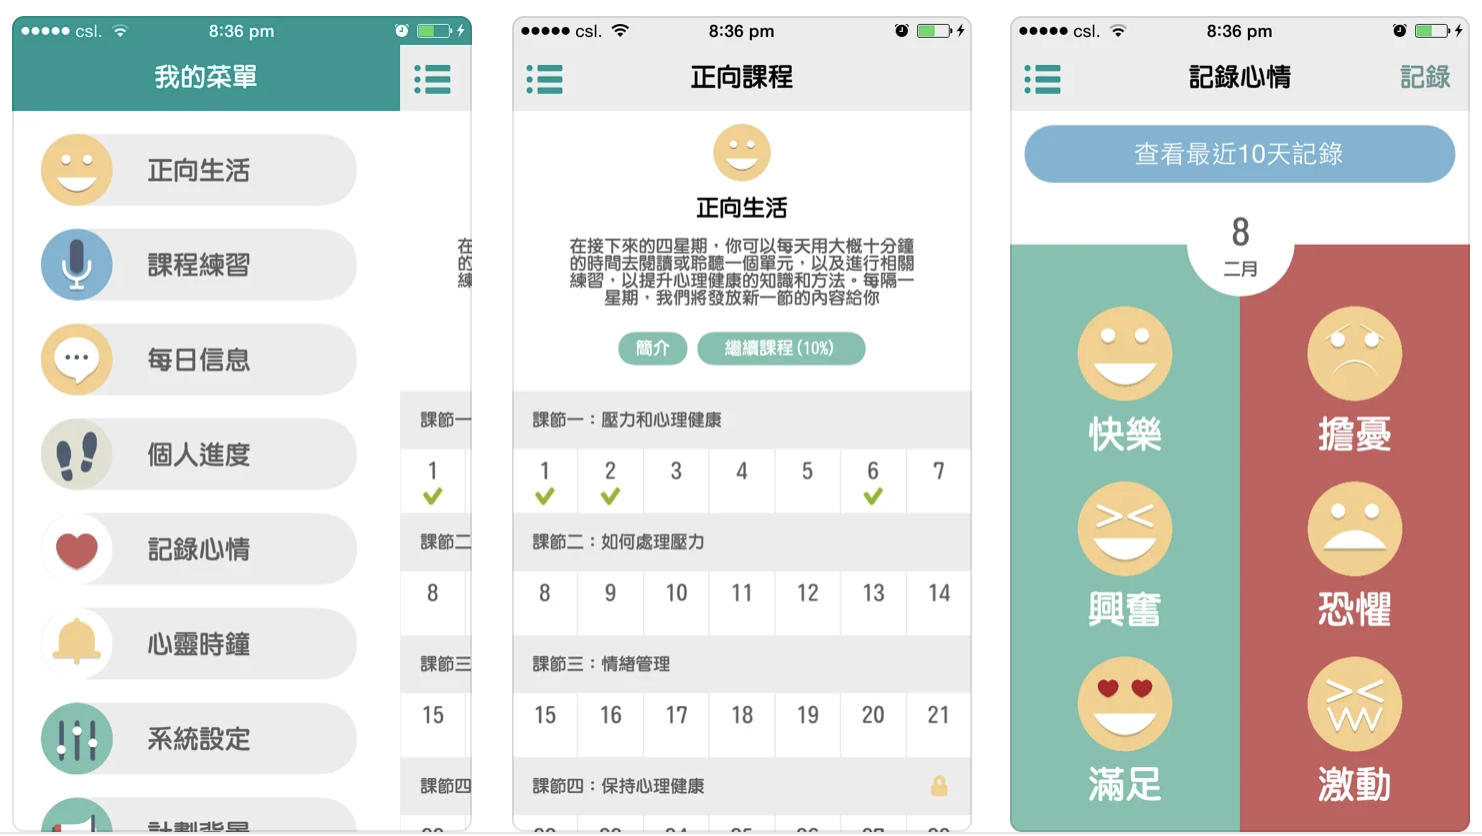 csl.
8:36 pm
我的菜單
正向生活
課程練習
每日信息
個人進度
記錄心情
心靈時鐘
系統設定
計劃背景
在
的
練
課節一
1
課節二
8
課節三
15
課節四
csl.
8:36 pm
正向課程
正向生活
在接下來的四星期，你可以每天用大概十分鐘
的時間去閱讀或聆聽一個單元，以及進行相關
練習，以提升心理健康的知識和方法。每隔一
星期，我們將發放新一節的內容給你
簡介
繼續課程(10%)
課節一：壓力和心理健康
1 2 3 4 5 6 7
課節二：如何處理壓力
8 9 10 11 12 13 14
課節三：情緒管理
15 16 17 18 19 20 21
課節四：保持心理健康
csl.
8:36 pm
記錄心情
記錄
查看最近10天記錄
8
二月
快樂
擔憂
興奮
恐懼
滿足
激動